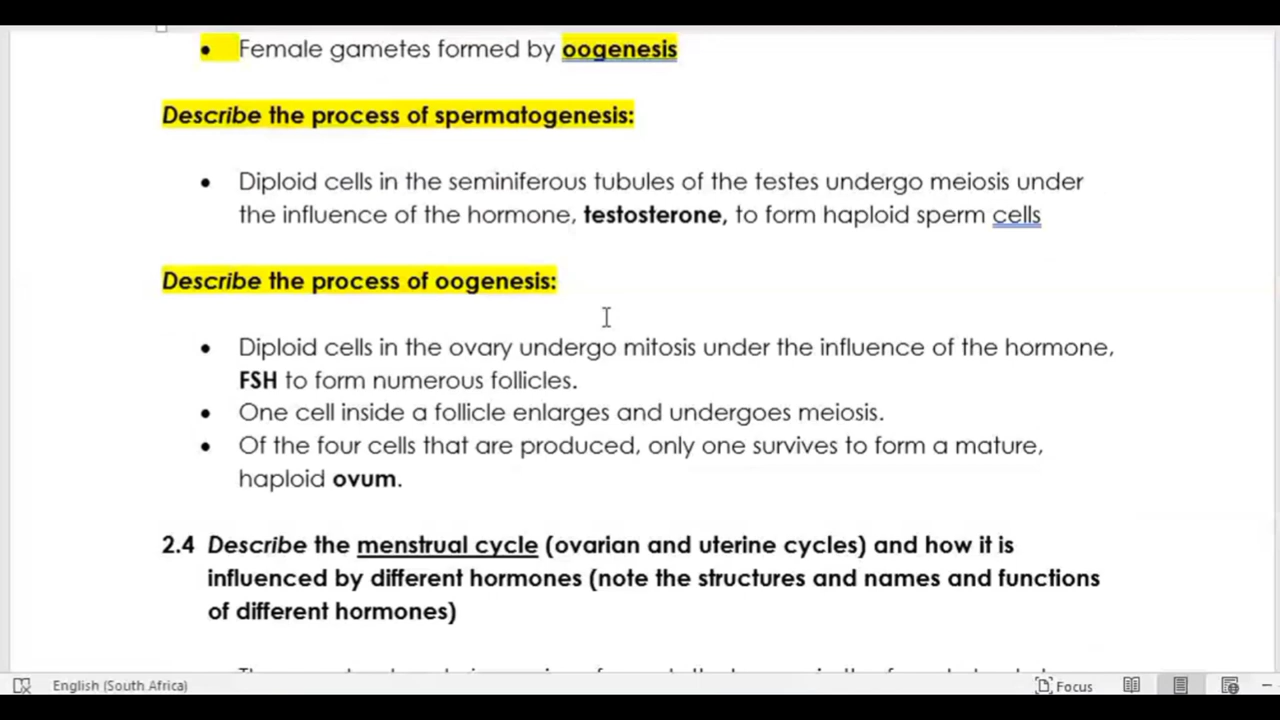 • Female gametes formed by oogenesis
Describe the process of spermatogenesis:
• Diploid cells in the seminiferous tubules of the testes undergo meiosis under
the influence of the hormone, testosterone, to form haploid sperm cells
Describe the process of oogenesis:
• Diploid cells in the ovary undergo mitosis under the influence of the hormone,
FSH to form numerous follicles.
• One cell inside a follicle enlarges and undergoes meiosis.
• Of the four cells that are produced, only one survives to form a mature,
haploid ovum.
2.4 Describe the menstrual cycle (ovarian and uterine cycles) and how it is
influenced by different hormones (note the structures and names and functions
of different hormones)
English (South Africa)
Focus